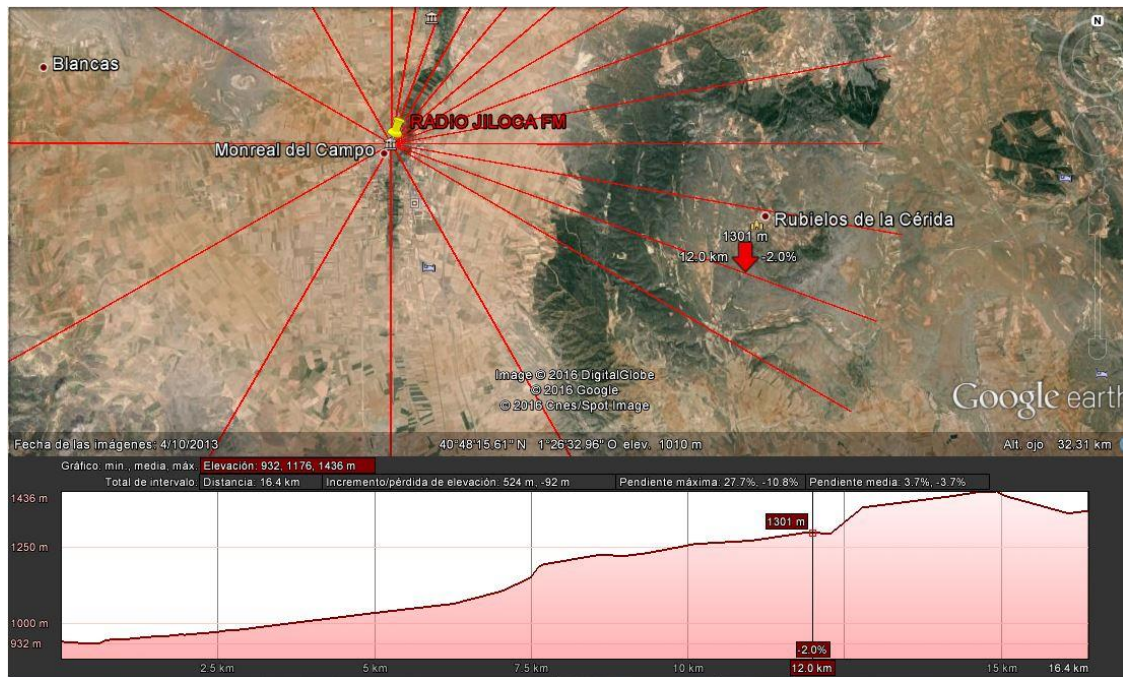 N
Blancas
RADIO JILOCA FM
Monreal del Campo
Rubielos de la Cérida
1301 m
12.0 km -2.0%
Image © 2016 DigitalGlobe
© 2016 Google
© 2016 Cnes/Spot Image
Google earth
Fecha de las imágenes: 4/10/2013 40°48'15.61" N 1°26'32.96" O elev. 1010 m Alt. ojo 32.31 km
Gráfico: mín., media, máx. Elevación: 932, 1176, 1436 m
Total de intervalo: Distancia: 16.4 km Incremento/pérdida de elevación: 524 m, -92 m Pendiente máxima: 27.7%, -10.8% Pendiente media: 3.7%, -3.7%
1436 m
1301 m
1250 m
1000 m
932 m
-2.0%
2.5 km 5 km 7.5 km 10 km 12.0 km 15 km 16.4 km